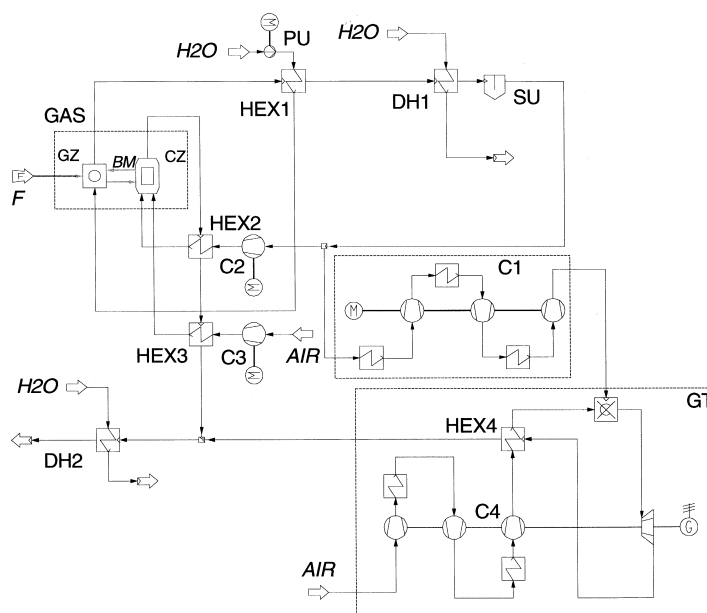 M
H2O
PU
H2O
HEX1
DH1
SU
GAS
GZ
BM
CZ
F
F
HEX2
C2
M
C1
M
HEX3
C3
AIR
M
H2O
GT
HEX4
DH2
C4
G
AIR